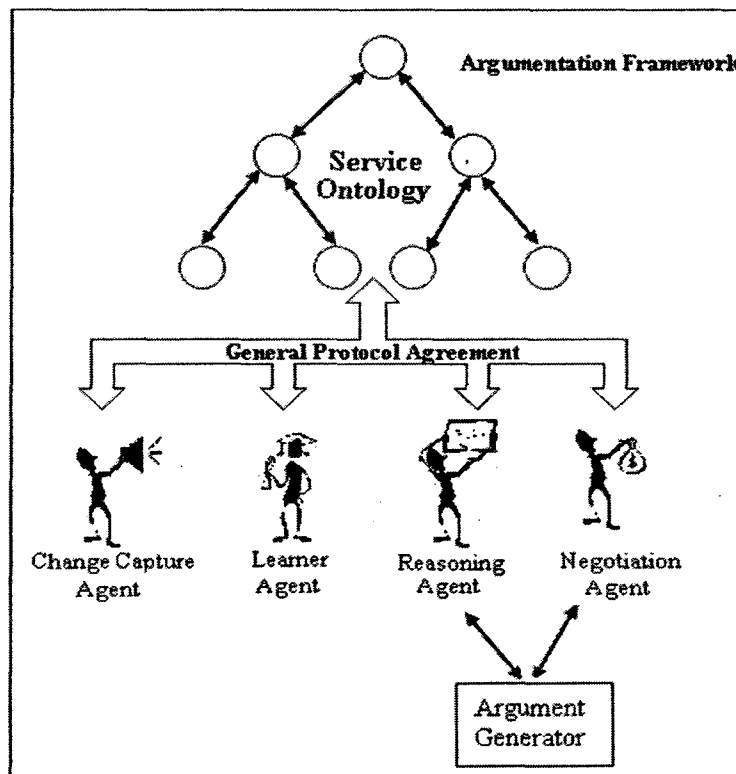 Argumentation Framework
Service
Ontology
General Protocol Agreement
Change Capture
Agent
Learner
Agent
Reasoning
Agent
Negotiation
Agent
Argument
Generator